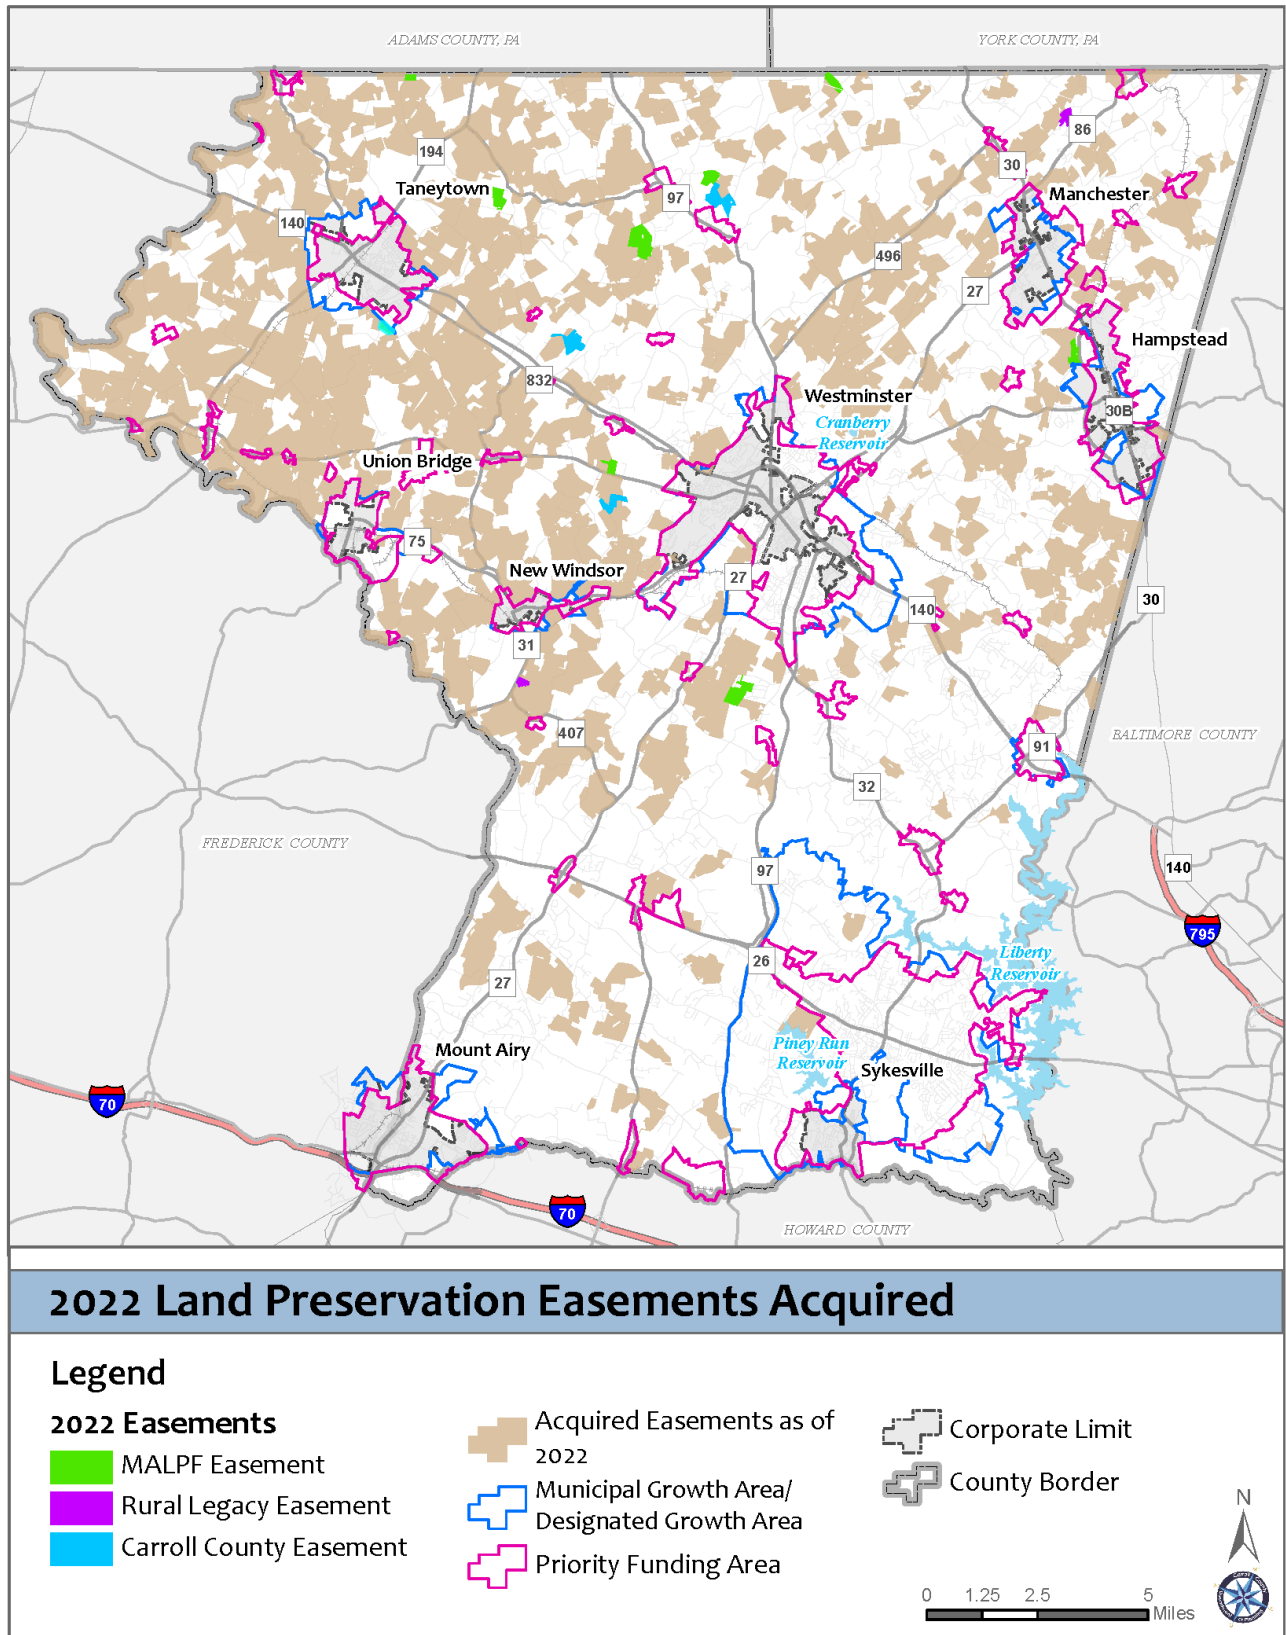 ADAMS COUNTY, PA
YORK COUNTY, PA
86
194
30
Taneytown
97
Manchester
140
496
27
Hampstead
832
Westminster
30B
Cranberry
Reservoir
Union Bridge
75
New Windsor
27
30
140
31
407
91
BALTIMORE COUNTY
32
FREDERICK COUNTY
97
140
795
26
Liberty
Reservoir
27
Mount Airy
Piney Run
Reservoir
Sykesville
70
70
HOWARD COUNTY
2022 Land Preservation Easements Acquired
Legend
2022 Easements
MALPF Easement
Rural Legacy Easement
Carroll County Easement
Acquired Easements as of
2022
Municipal Growth Area/
Designated Growth Area
Priority Funding Area
Corporate Limit
County Border
N
0 1.25 2.5 5
Miles